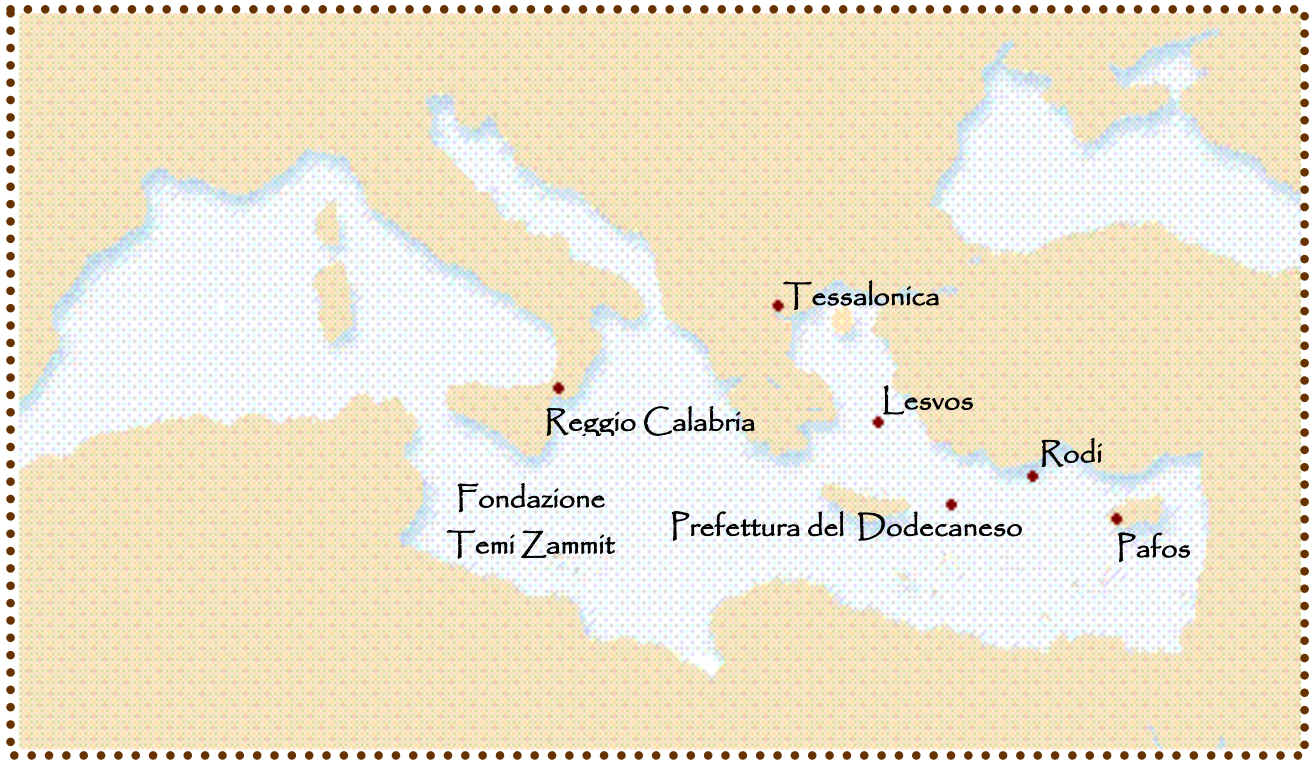 Tessalonica
Lesvos
Reggio Calabria
Rodi
Fondazione
Temi Zammit
Prefettura del Dodecaneso
Pafos